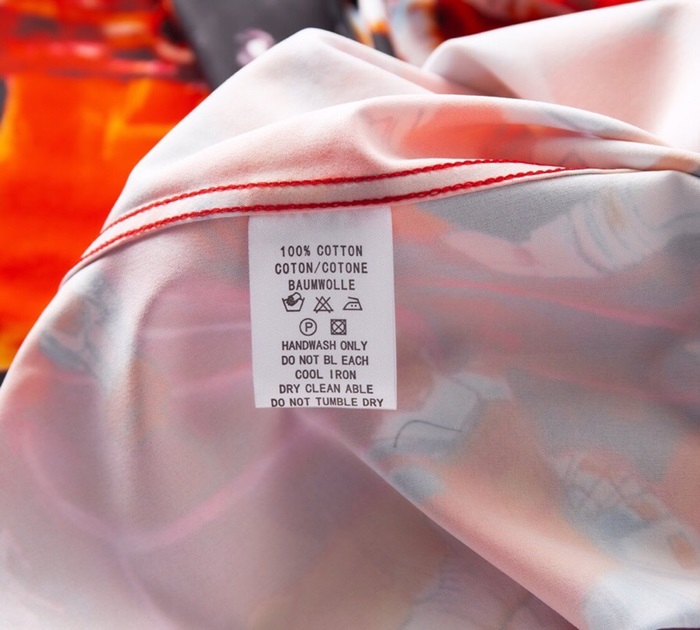 100% COTTON
COTON/COTONE
BAUMWOLLE
P
HANDWASH ONLY
DO NOT BL EACH
COOL IRON
DRY CLEAN ABLE
DO NOT TUMBLE DRY